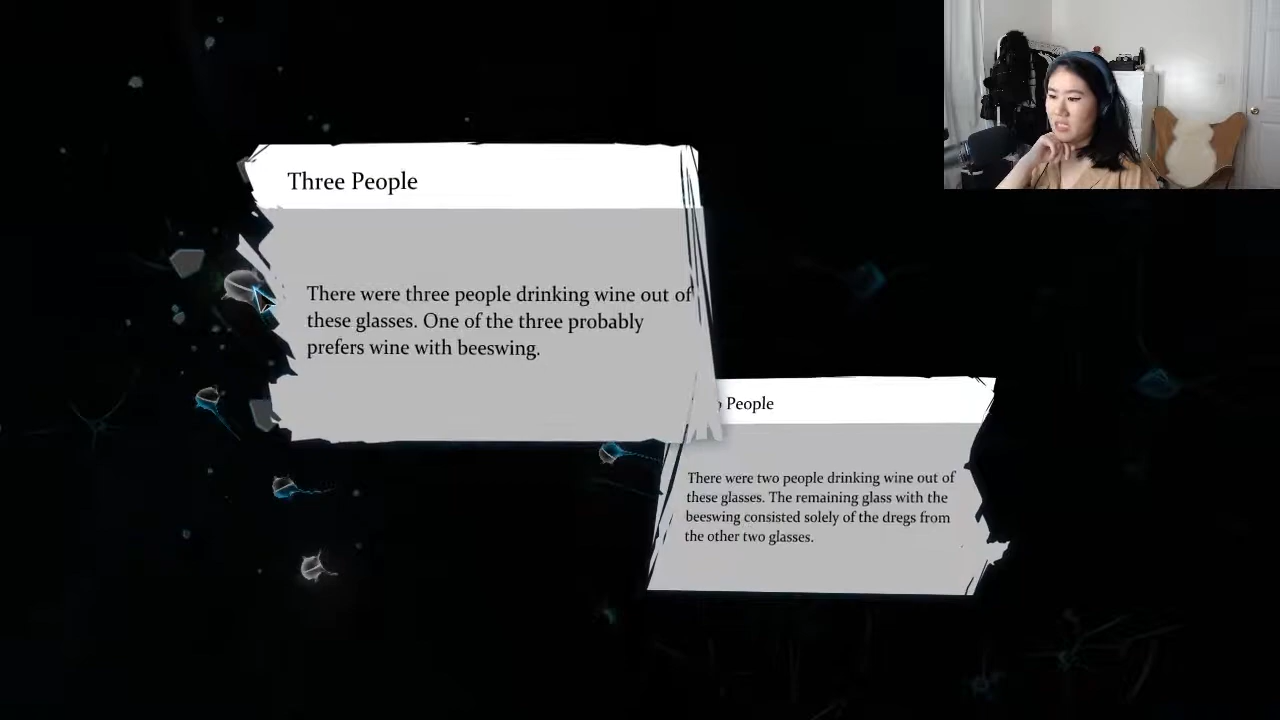 Three People
There were three people drinking wine out of
these glasses. One of the three probably
prefers wine with beeswing.
People
There were two people drinking wine out of
these glasses. The remaining glass with the
beeswing consisted solely of the dregs from
the other two glasses.